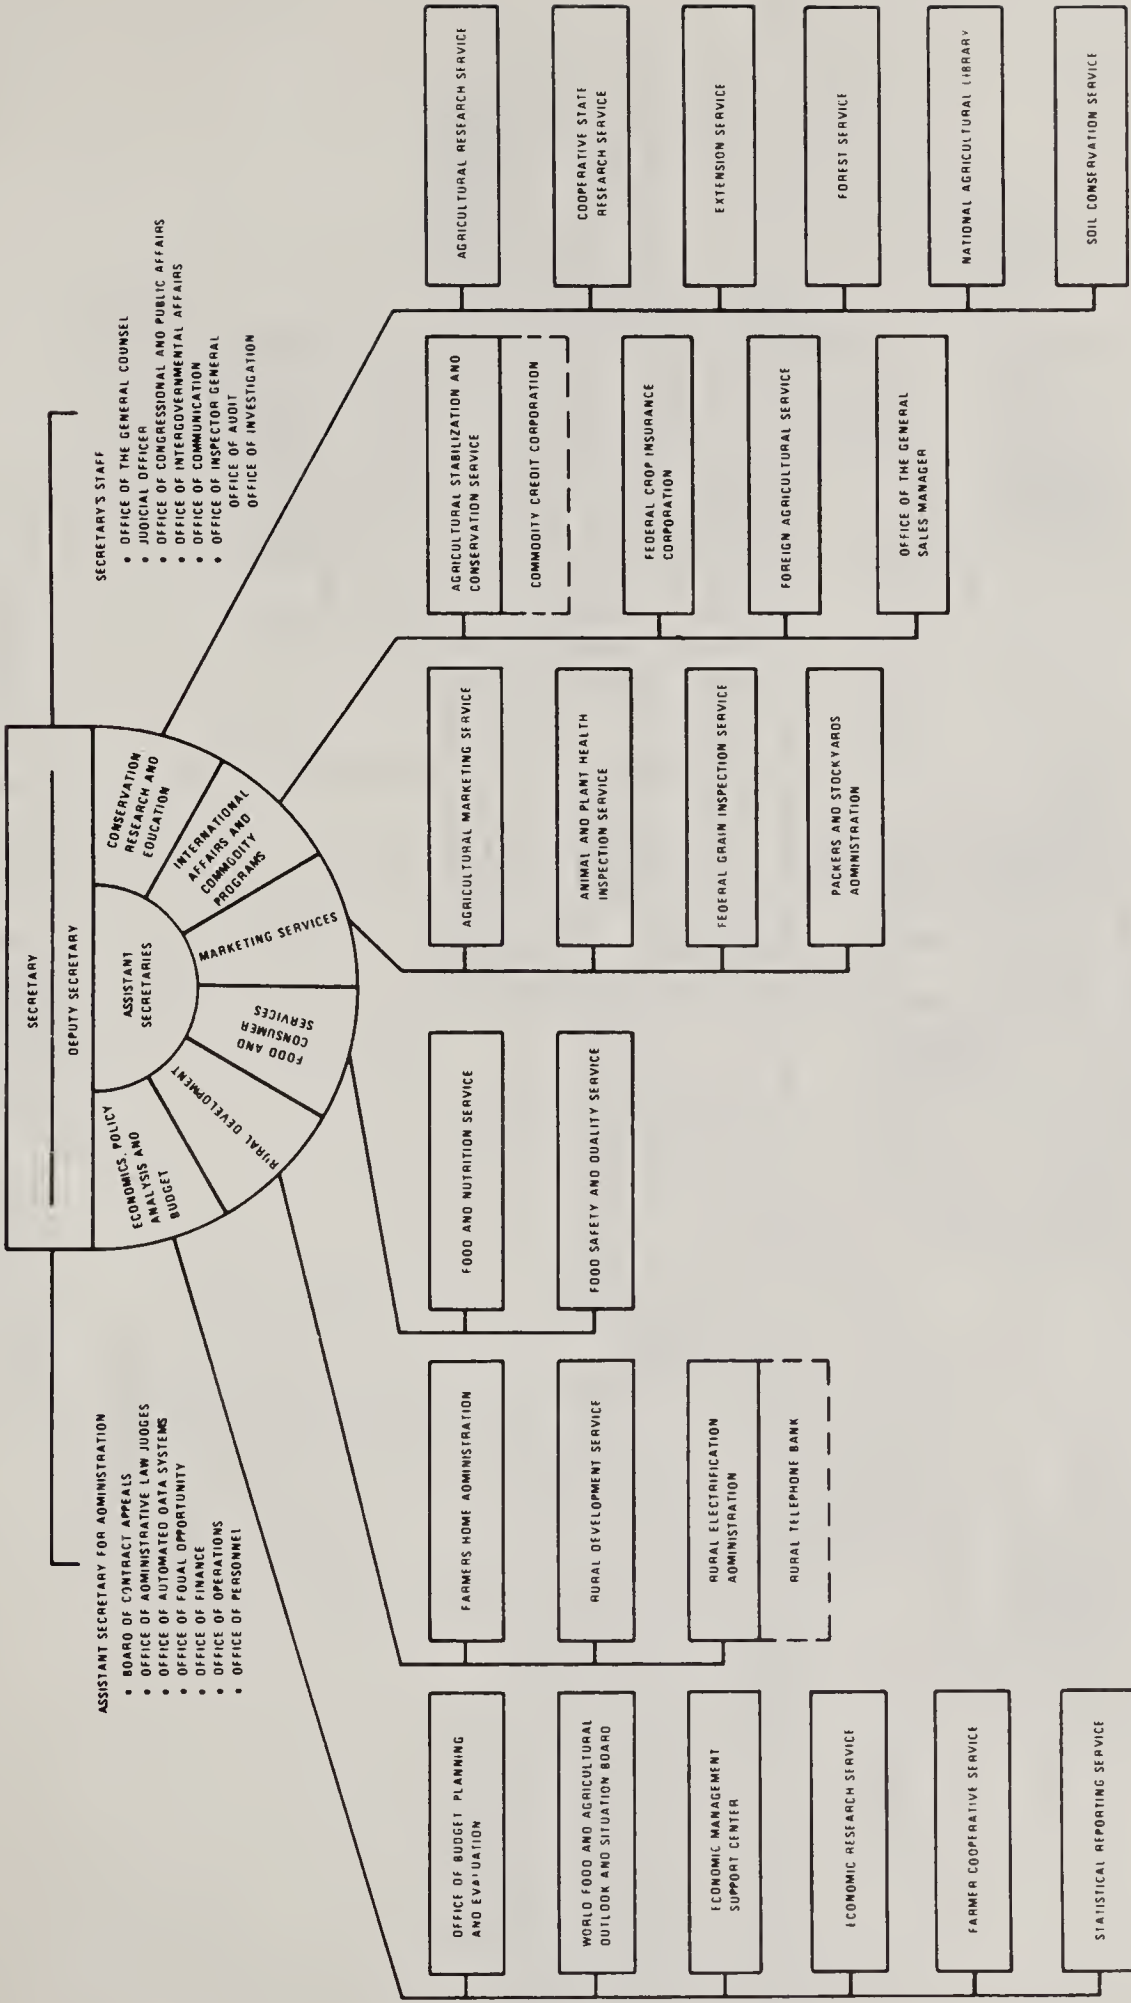 SECRETARY
DEPUTY SECRETARY
ASSISTANT SECRETARY FOR ADMINISTRATION
• BOARD OF CONTRACT APPEALS
• OFFICE OF ADMINISTRATIVE LAW JUDGES
• OFFICE OF AUTOMATED DATA SYSTEMS
• OFFICE OF EQUAL OPPORTUNITY
• OFFICE OF FINANCE
• OFFICE OF OPERATIONS
• OFFICE OF PERSONNEL
SECRETARY'S STAFF
• OFFICE OF THE GENERAL COUNSEL
• JUDICIAL OFFICER
• OFFICE OF CONGRESSIONAL AND PUBLIC AFFAIRS
• OFFICE OF INTERGOVERNMENTAL AFFAIRS
• OFFICE OF COMMUNICATION
• OFFICE OF INSPECTOR GENERAL
OFFICE OF AUDIT
OFFICE OF INVESTIGATION
ASSISTANT
SECRETARIES
ECONOMICS, POLICY
ANALYSIS AND
BUDGET
RURAL DEVELOPMENT
FOOD AND
CONSUMER
SERVICES
MARKETING SERVICES
INTERNATIONAL
AFFAIRS AND
COMMODITY
PROGRAMS
CONSERVATION
RESEARCH AND
EDUCATION
OFFICE OF BUDGET PLANNING
AND EVALUATION
WORLD FOOD AND AGRICULTURAL
OUTLOOK AND SITUATION BOARD
ECONOMIC MANAGEMENT
SUPPORT CENTER
ECONOMIC RESEARCH SERVICE
FARMER COOPERATIVE SERVICE
STATISTICAL REPORTING SERVICE
FARMERS HOME ADMINISTRATION
RURAL DEVELOPMENT SERVICE
RURAL ELECTRIFICATION
ADMINISTRATION
RURAL TELEPHONE BANK
FOOD AND NUTRITION SERVICE
FOOD SAFETY AND QUALITY SERVICE
AGRICULTURAL MARKETING SERVICE
ANIMAL AND PLANT HEALTH
INSPECTION SERVICE
FEDERAL GRAIN INSPECTION SERVICE
PACKERS AND STOCKYARDS
ADMINISTRATION
AGRICULTURAL STABILIZATION AND
CONSERVATION SERVICE
COMMODITY CREDIT CORPORATION
FEDERAL CROP INSURANCE
CORPORATION
FOREIGN AGRICULTURAL SERVICE
OFFICE OF THE GENERAL
SALES MANAGER
AGRICULTURAL RESEARCH SERVICE
COOPERATIVE STATE
RESEARCH SERVICE
EXTENSION SERVICE
FOREST SERVICE
NATIONAL AGRICULTURAL LIBRARY
SOIL CONSERVATION SERVICE